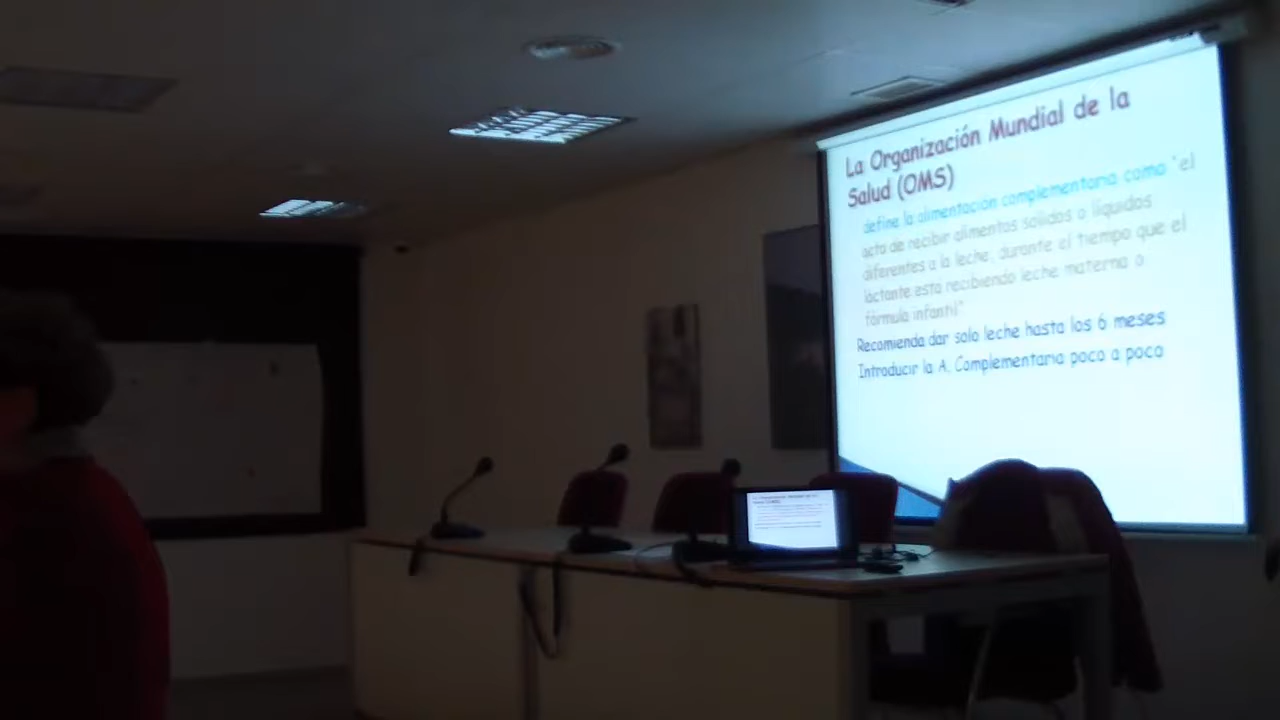 La Organización Mundial de la
Salud (OMS)
define la alimentación complementaria como "el
acto de recibir alimentos sólidos o líquidos
diferentes a la leche, durante el tiempo que el
lactante esta recibiendo leche materna o
fórmula infantil"
Recomienda dar solo leche hasta los 6 meses
Introducir la A. Complementaria poco a poco